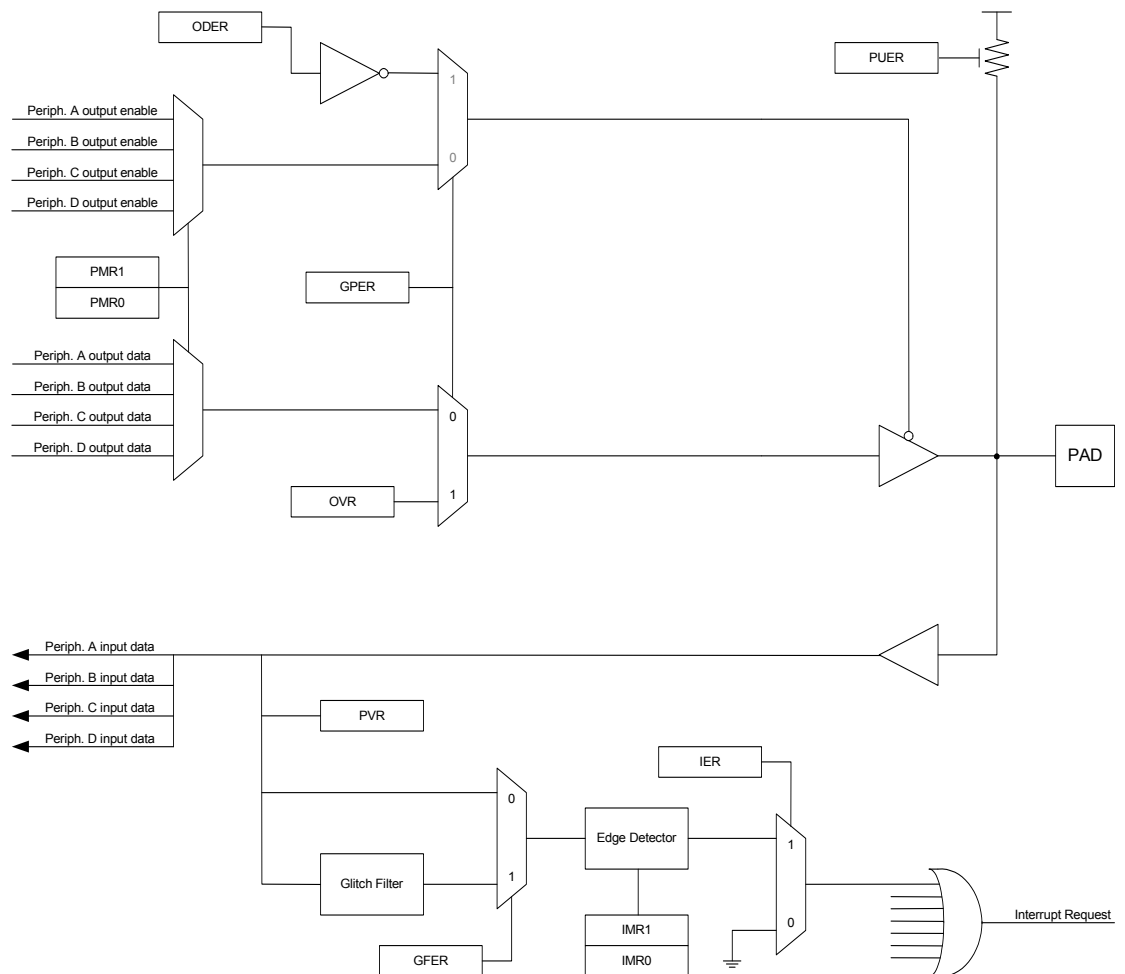 ODER
PUER
1
Periph. A output enable
Periph. B output enable
0
Periph. C output enable
Periph. D output enable
PMR1
GPER
PMR0
Periph. A output data
Periph. B output data
0
Periph. C output data
Periph. D output data
PAD
1
OVR
Periph. A input data
Periph. B input data
Periph. C input data
PVR
Periph. D input data
IER
0
Edge Detector
1
Glitch Filter
1
0
Interrupt Request
IMR1
GFER
IMR0